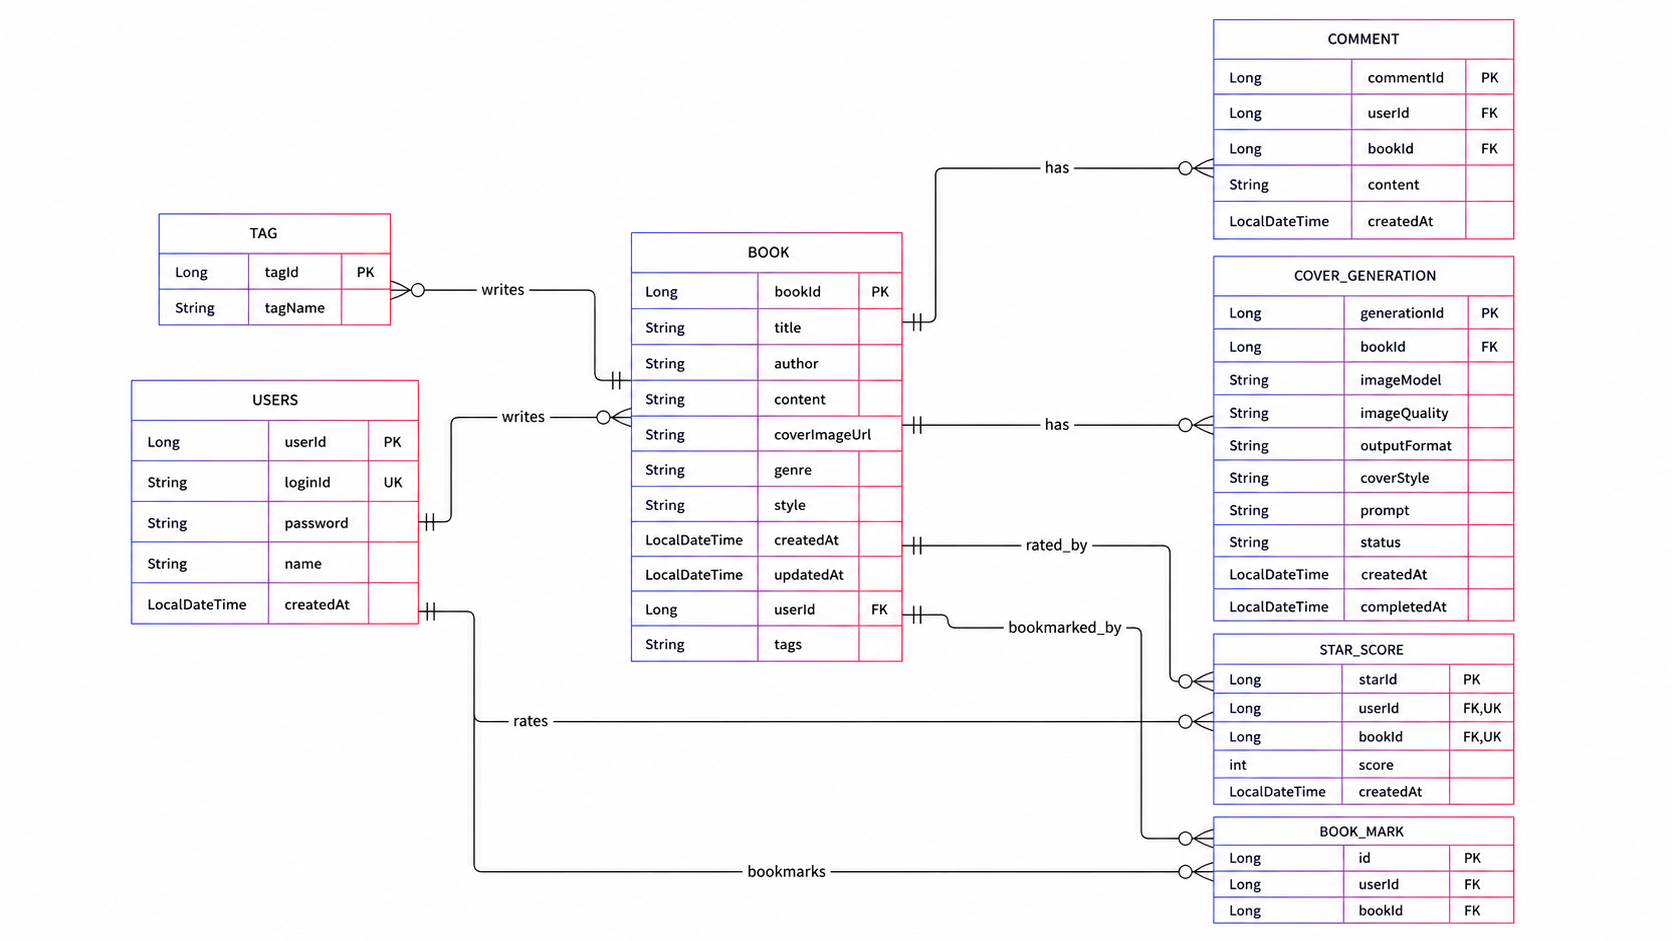 COMMENT
Long commentId PK
Long userId FK
Long bookId FK
String content
LocalDateTime createdAt
has
TAG
Long tagId PK
String tagName
writes
BOOK
Long bookId PK
String title
String author
String content
String coverImageUrl
String genre
String style
LocalDateTime createdAt
LocalDateTime updatedAt
Long userId FK
String tags
COVER_GENERATION
Long generationId PK
Long bookId FK
String imageModel
String imageQuality
String outputFormat
String coverStyle
String prompt
String status
LocalDateTime createdAt
LocalDateTime completedAt
has
USERS
Long userId PK
String loginId UK
String password
String name
LocalDateTime createdAt
writes
rated_by
bookmarked_by
STAR_SCORE
Long starId PK
Long userId FK,UK
Long bookId FK,UK
int score
LocalDateTime createdAt
rates
BOOK_MARK
Long id PK
Long userId FK
Long bookId FK
bookmarks